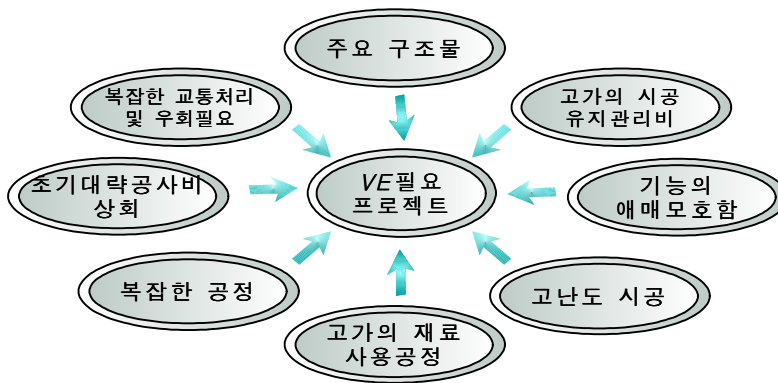 주요 구조물
복잡한 교통처리
및 우회필요
고가의 시공
유지관리비
초기대략공사비
상회
VE필요
프로젝트
기능의
애매모호함
복잡한 공정
고난도 시공
고가의 재료
사용공정